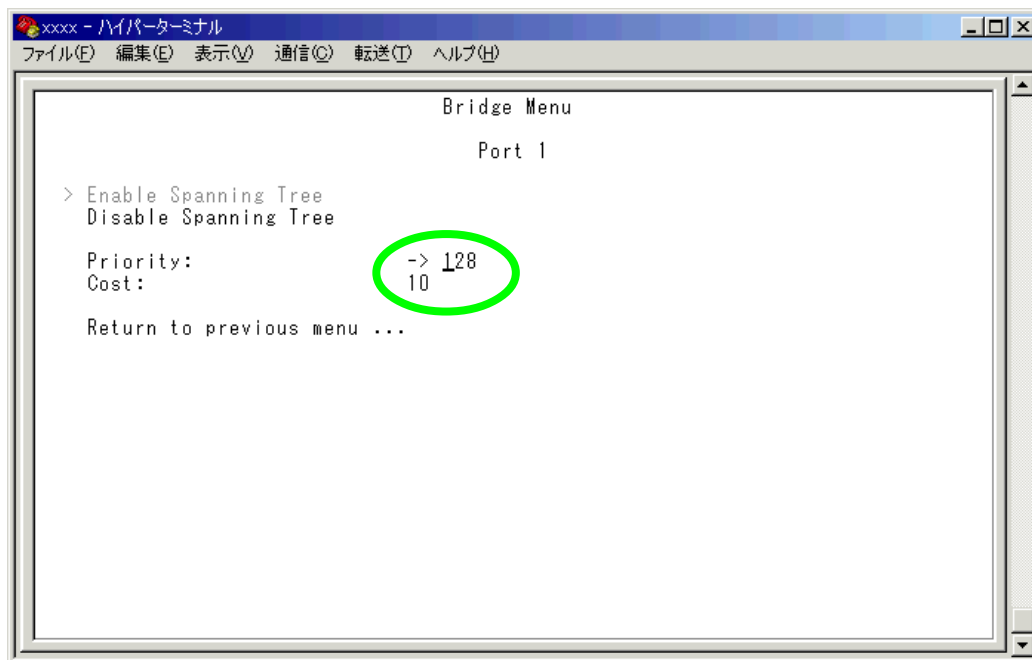 xxxx - ハイパーターミナル
ファイル(F) 編集(E) 表示(V) 通信(C) 転送(T) ヘルプ(H)
Bridge Menu
Port 1
> Enable Spanning Tree
Disable Spanning Tree
Priority: -> 128
Cost: 10
Return to previous menu ...